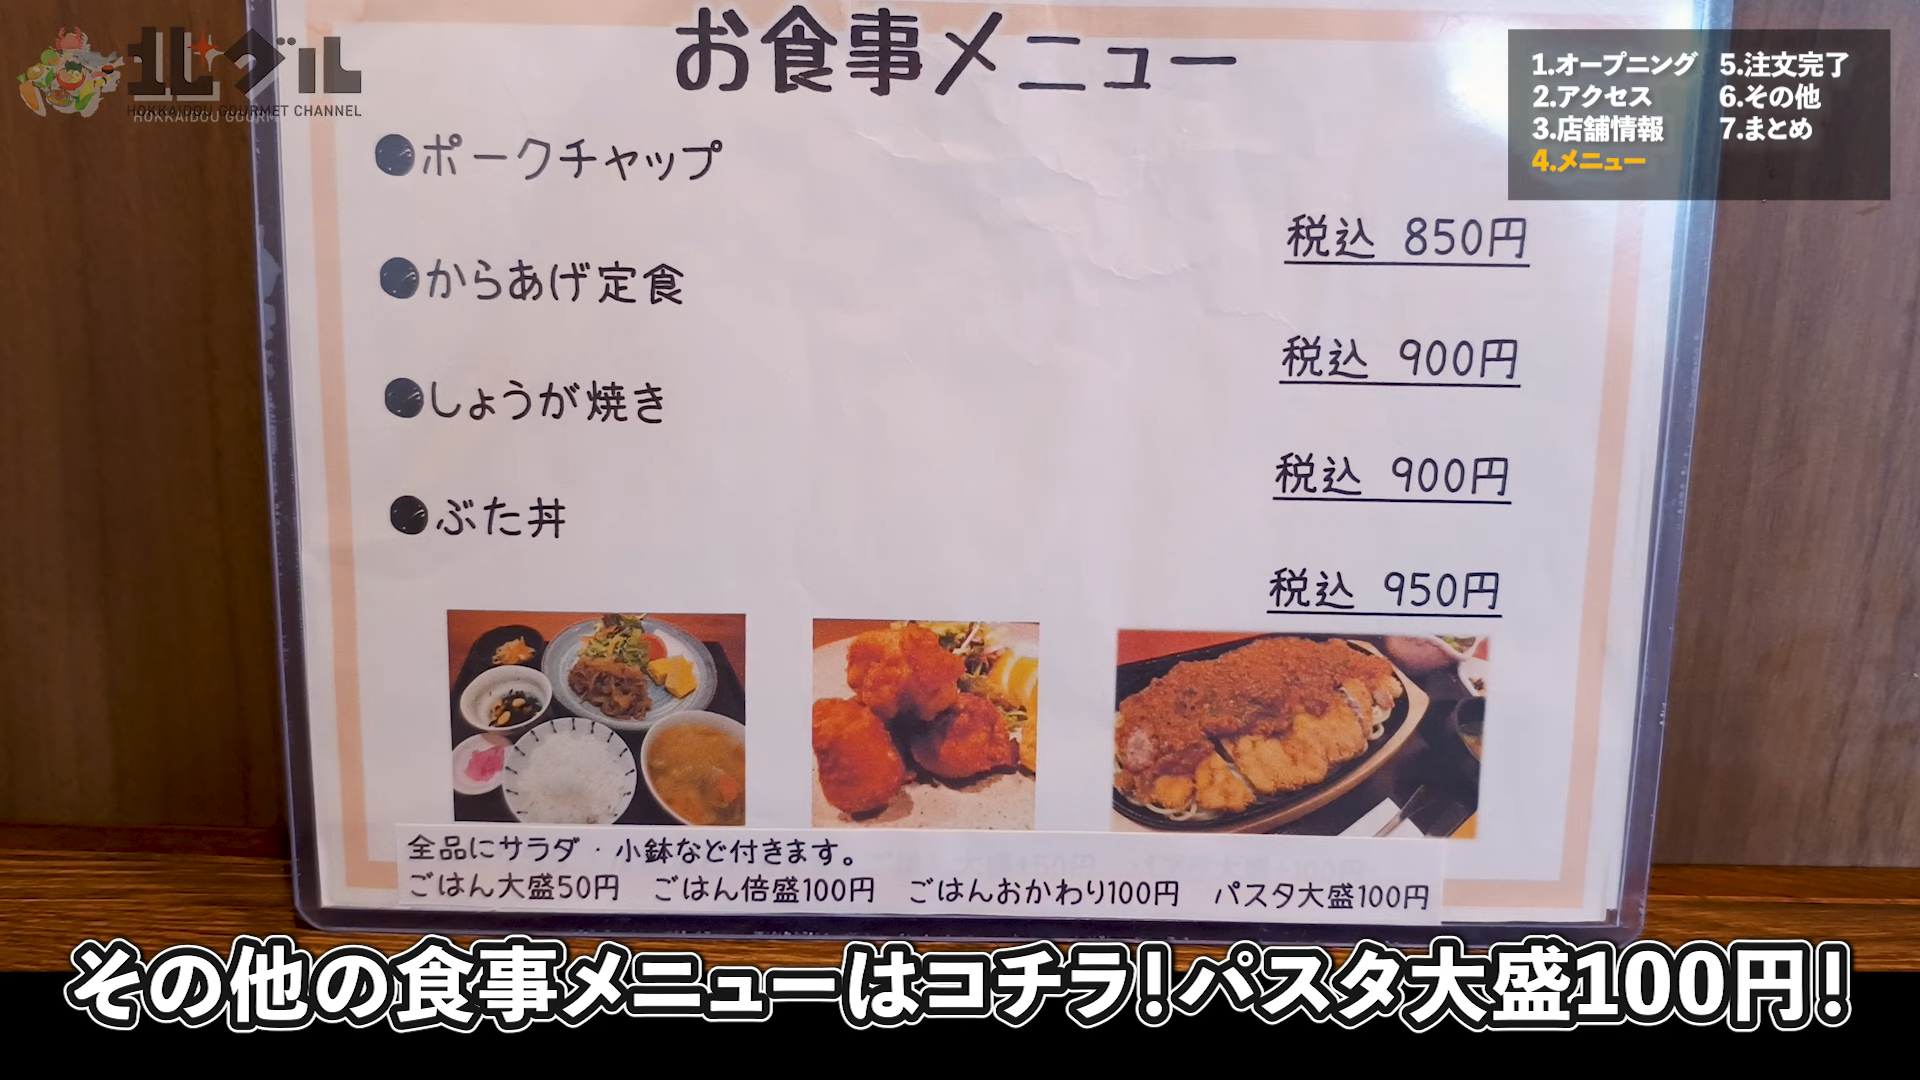 北グル
HOKKAIDOU GOURMET CHANNEL
1.オープニング
2.アクセス
3.店舗情報
4.メニュー
5.注文完了
6.その他
7.まとめ
お食事メニュー
●ポークチャップ
税込 850円
●からあげ定食
税込 900円
●しょうが焼き
税込 900円
●ぶた丼
税込 950円
全品にサラダ・小鉢など付きます。
ごはん大盛50円 ごはん倍盛100円 ごはんおかわり100円 パスタ大盛100円
その他の食事メニューはコチラ!パスタ大盛100円!